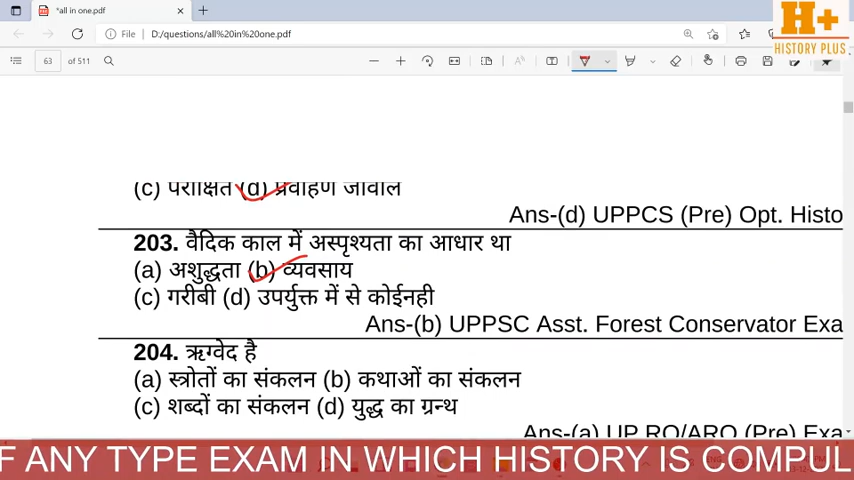 *all in one.pdf
File
D:/questions/all%20in%20one.pdf
H+
HISTORY PLUS
63 of 511
(c) परीक्षित (d) प्रवाहण जाबालि
Ans-(d) UPPCS (Pre) Opt. Histo
203. वैदिक काल में अस्पृश्यता का आधार था
(a) अशुद्धता (b) व्यवसाय
(c) गरीबी (d) उपर्युक्त में से कोईनही
Ans-(b) UPPSC Asst. Forest Conservator Exa
204. ऋग्वेद है
(a) स्त्रोतों का संकलन (b) कथाओं का संकलन
(c) शब्दों का संकलन (d) युद्ध का ग्रन्थ
Ans-(a) UP RO/ARO (Pre) Exa
F ANY TYPE EXAM IN WHICH HISTORY IS COMPUL